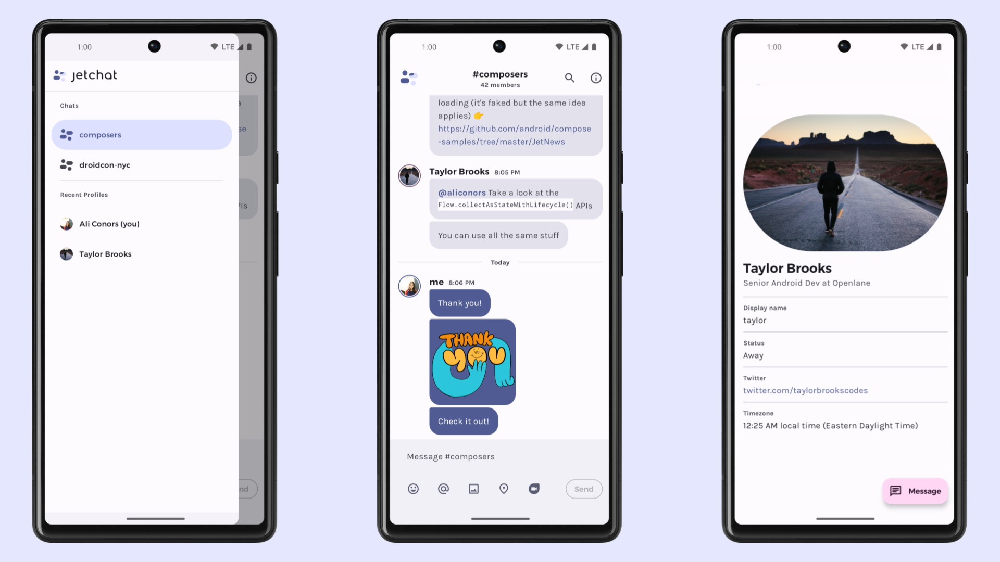 1:00
LTE
jetchat
Chats
composers
droidcon-nyc
Recent Profiles
Ali Conors (you)
Taylor Brooks
a
se
PIs
nd
1:00
LTE
#composers
42 members
loading (it's faked but the same idea
applies) 👉
https://github.com/android/compose
-samples/tree/master/JetNews
Taylor Brooks 8:05 PM
@aliconors Take a look at the
Flow.collectAsStateWithLifecycle() APIs
You can use all the same stuff
Today
me 8:06 PM
Thank you!
THANK
YOU
Check it out!
Message #composers
Send
1:00
LTE
Taylor Brooks
Senior Android Dev at Openlane
Display name
taylor
Status
Away
Twitter
twitter.com/taylorbrookscodes
Timezone
12:25 AM local time (Eastern Daylight Time)
Message